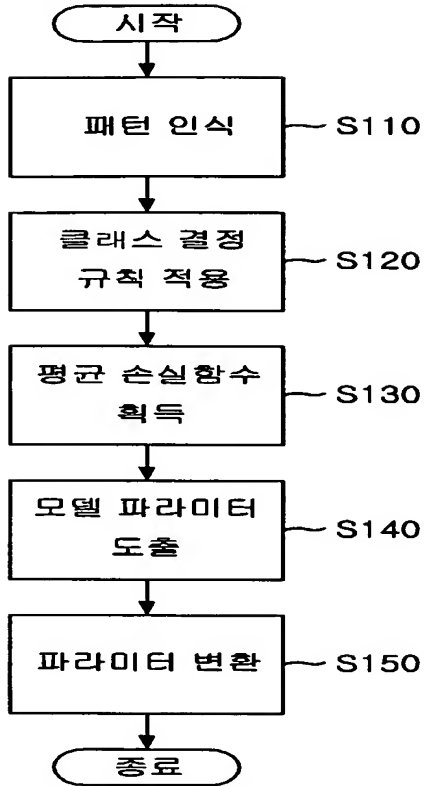 시작
패턴 인식
S110
클래스 결정
규칙 적용
S120
평균 손실함수
획득
S130
모델 파라미터
도출
S140
파라미터 변환
S150
종료